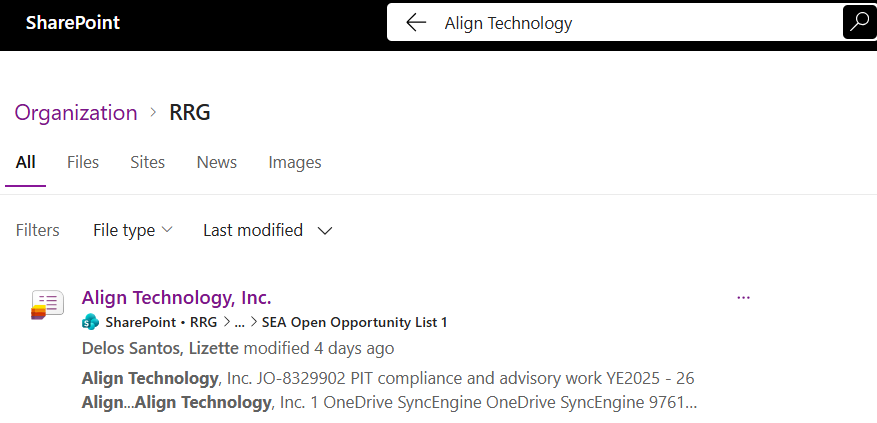 SharePoint
Align Technology
Organization > RRG
All Files Sites News Images
Filters File type Last modified
Align Technology, Inc.
SharePoint • RRG > ... > SEA Open Opportunity List 1
Delos Santos, Lizette modified 4 days ago
Align Technology, Inc. JO-8329902 PIT compliance and advisory work YE2025 - 26
Align...Align Technology, Inc. 1 OneDrive SyncEngine OneDrive SyncEngine 9761...